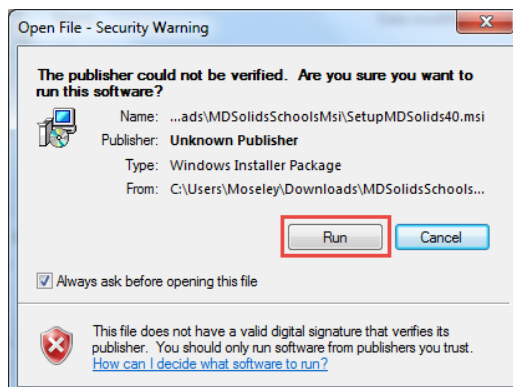 Open File - Security Warning
The publisher could not be verified.  Are you sure you want to
run this software?
Name: ...ads\MDSolidsSchoolsMsi\SetupMDSolids40.msi
Publisher: Unknown Publisher
Type: Windows Installer Package
From: C:\Users\Moseley\Downloads\MDSolidsSchools...
Run Cancel
Always ask before opening this file
This file does not have a valid digital signature that verifies its
publisher.  You should only run software from publishers you trust.
How can I decide what software to run?